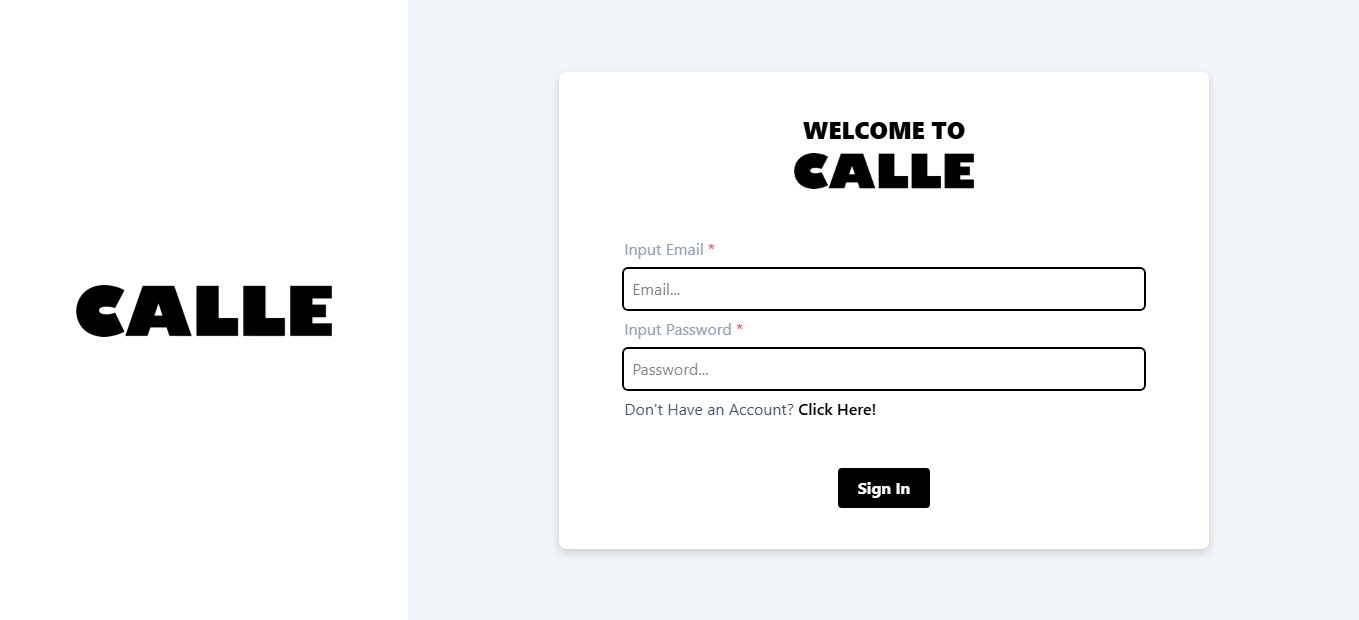 CALLE
WELCOME TO
CALLE
Input Email *
Email...
Input Password *
Password...
Don't Have an Account? Click Here!
Sign In